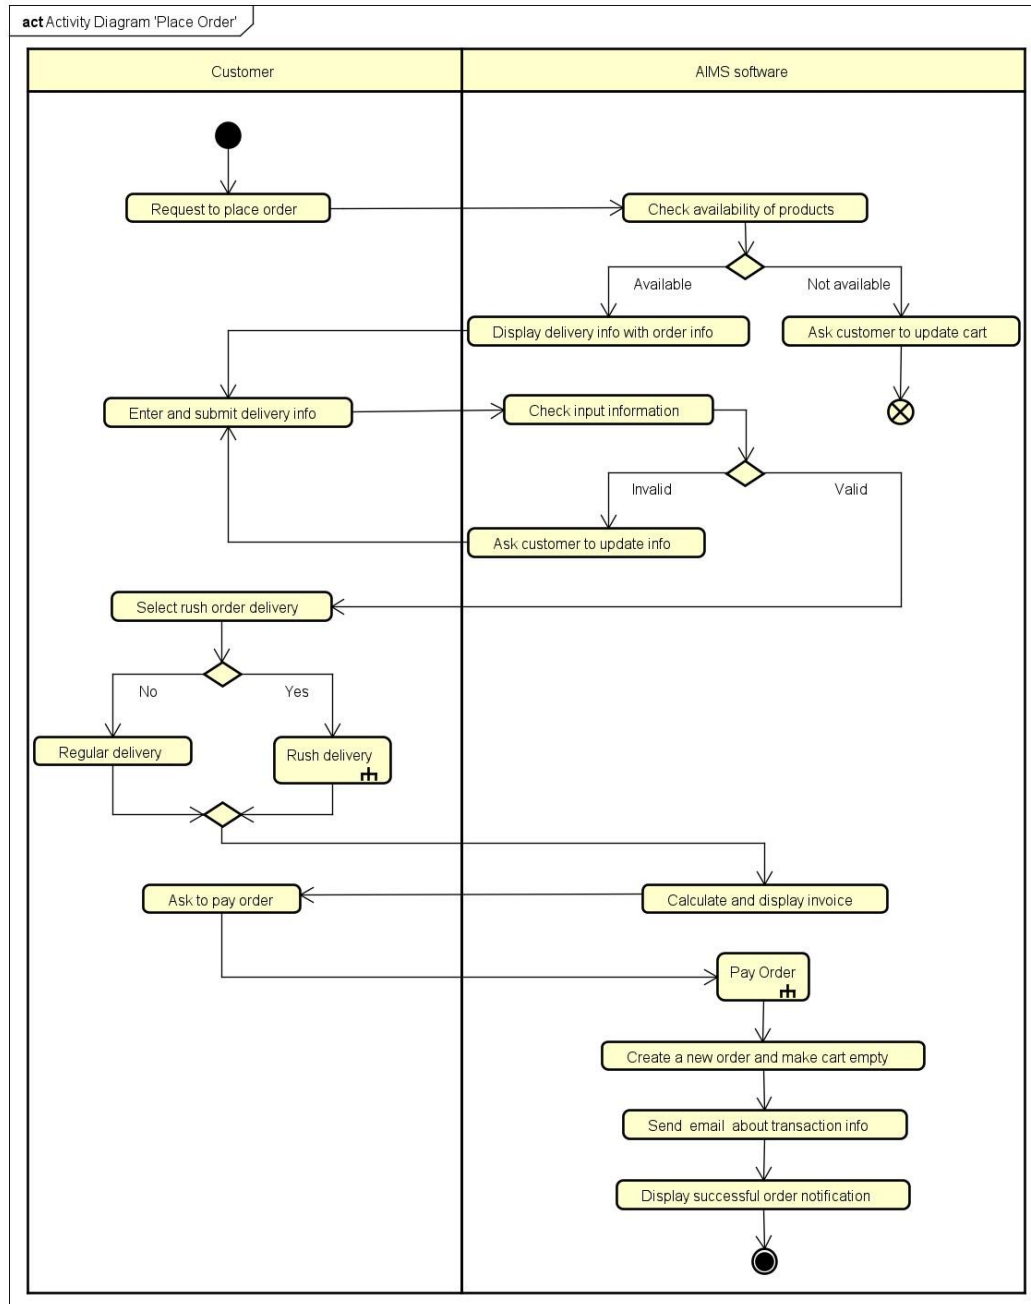 act Activity Diagram 'Place Order'
Customer
AIMS software
Request to place order
Check availability of products
Available
Not available
Display delivery info with order info
Ask customer to update cart
Enter and submit delivery info
Check input information
Invalid
Valid
Ask customer to update info
Select rush order delivery
No
Yes
Regular delivery
Rush delivery
Ask to pay order
Calculate and display invoice
Pay Order
Create a new order and make cart empty
Send email about transaction info
Display successful order notification